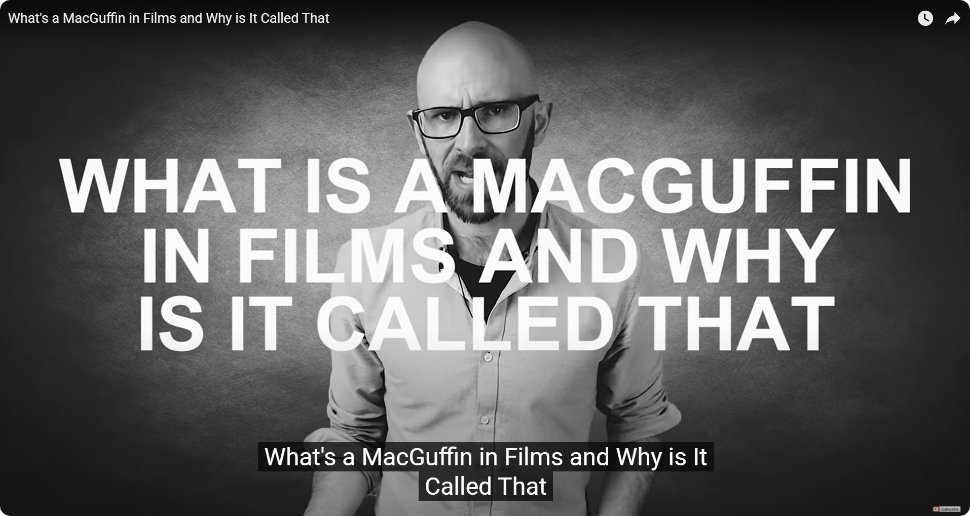 What's a MacGuffin in Films and Why is It Called That
WHAT IS A MACGUFFIN
IN FILMS AND WHY
IS IT CALLED THAT
What's a MacGuffin in Films and Why is It
Called That